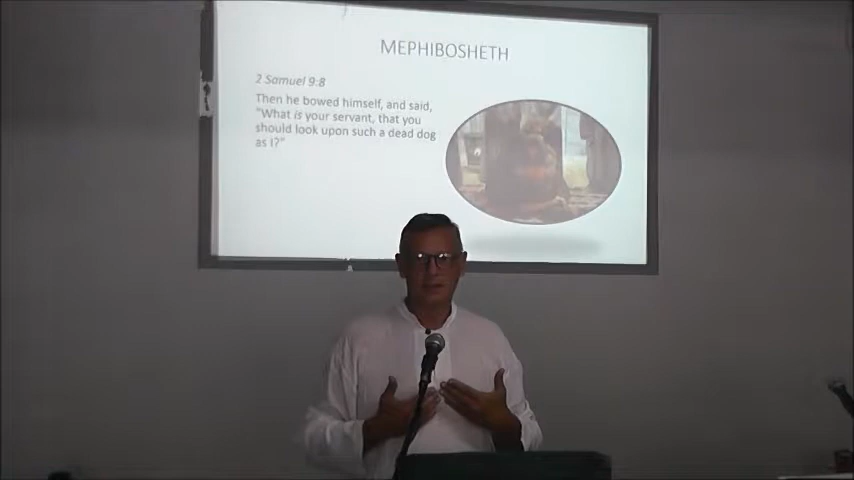 MEPHIBOSHETH
2 Samuel 9:8
Then he bowed himself, and said,
"What is your servant, that you
should look upon such a dead dog
as I?"